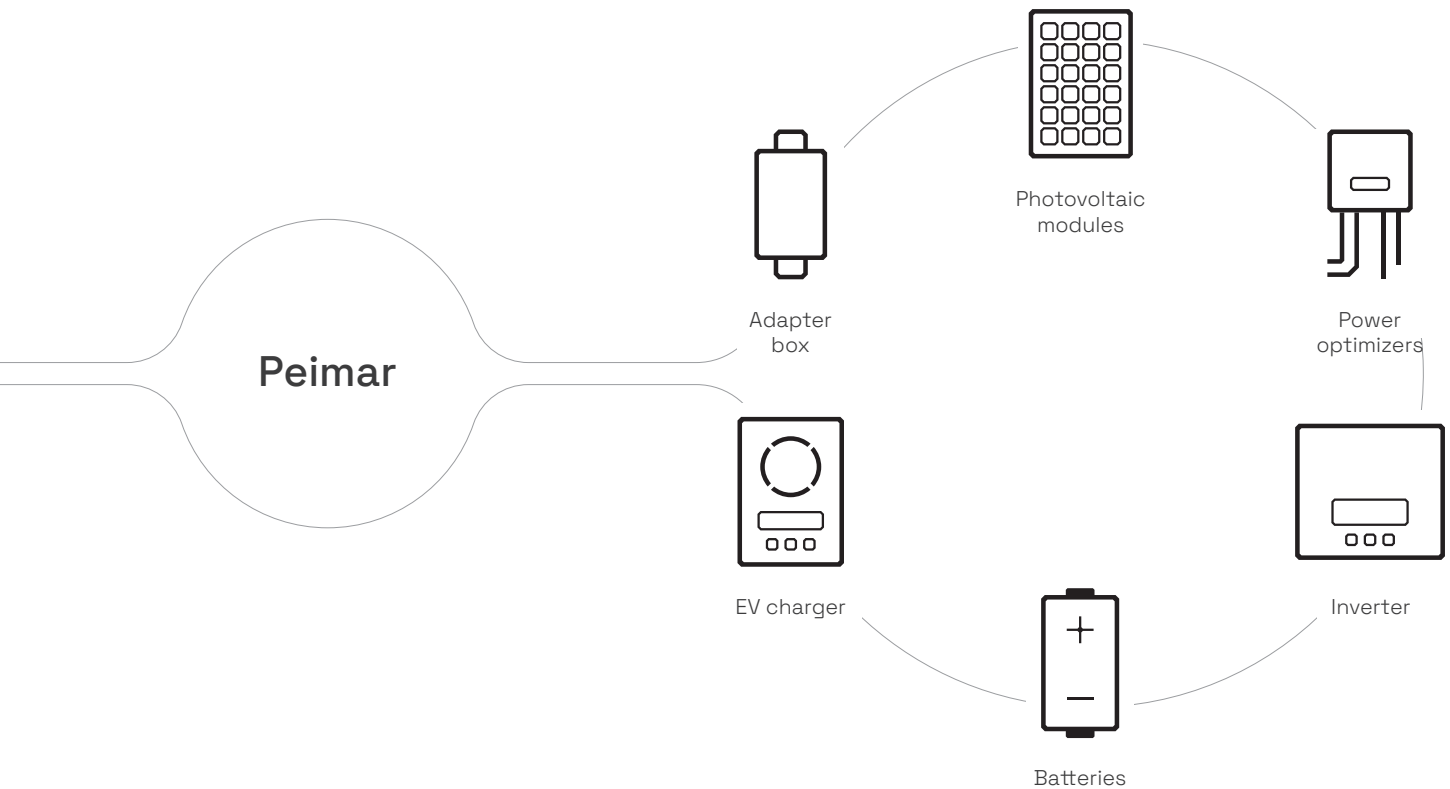 Peimar
Photovoltaic
modules
Adapter
box
Power
optimizers
EV charger
Inverter
Batteries